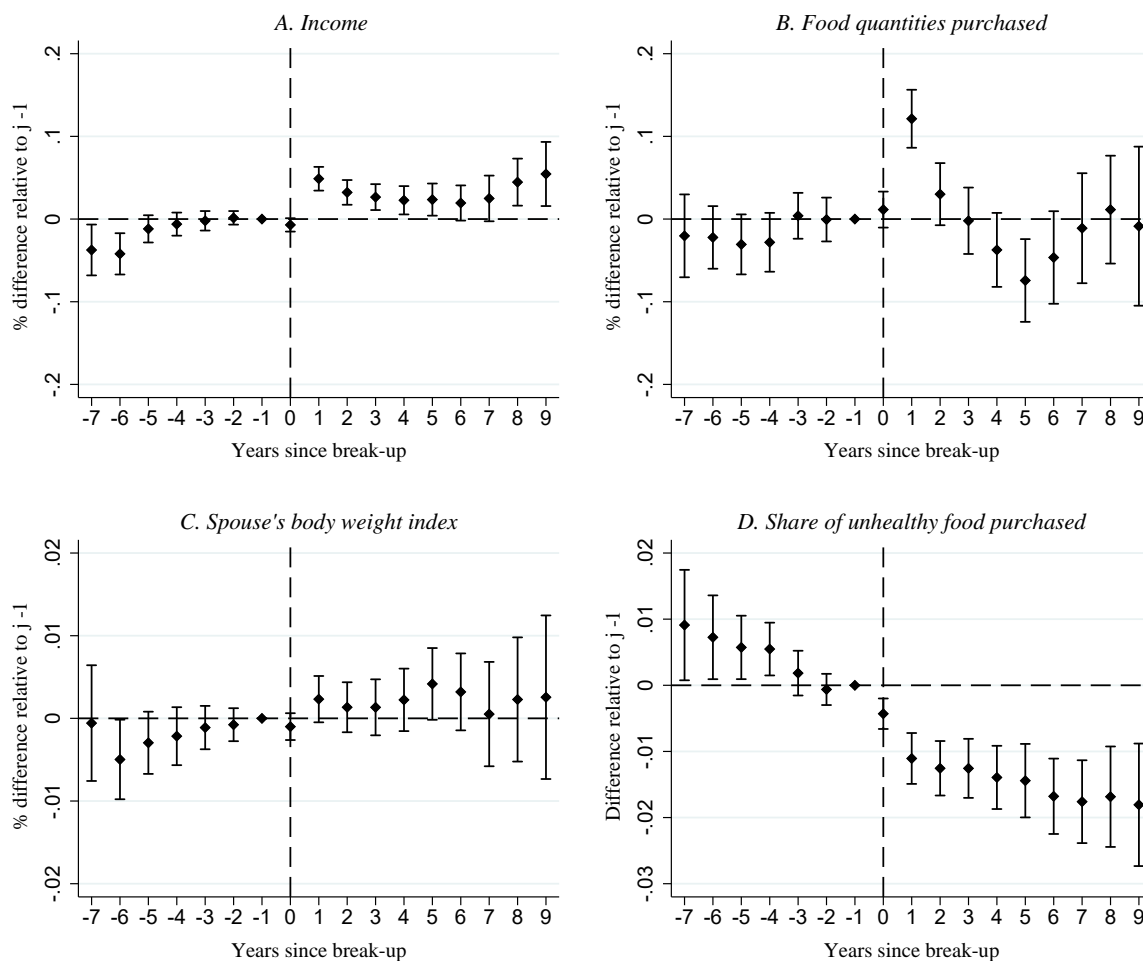 A. Income
% difference relative to j -1
.2
.1
0
-.1
-.2
-7 -6 -5 -4 -3 -2 -1 0 1 2 3 4 5 6 7 8 9
Years since break-up
B. Food quantities purchased
% difference relative to j -1
.2
.1
0
-.1
-.2
-7 -6 -5 -4 -3 -2 -1 0 1 2 3 4 5 6 7 8 9
Years since break-up
C. Spouse's body weight index
% difference relative to j -1
.02
.01
0
-.01
-.02
-7 -6 -5 -4 -3 -2 -1 0 1 2 3 4 5 6 7 8 9
Years since break-up
D. Share of unhealthy food purchased
Difference relative to j -1
.02
.01
0
-.01
-.02
-.03
-7 -6 -5 -4 -3 -2 -1 0 1 2 3 4 5 6 7 8 9
Years since break-up